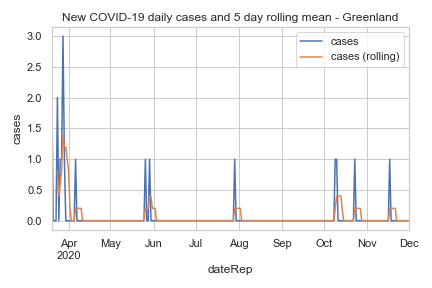 New COVID-19 daily cases and 5 day rolling mean - Greenland
cases
cases (rolling)
cases
3.0
2.5
2.0
1.5
1.0
0.5
0.0
Apr May Jun Jul Aug Sep Oct Nov Dec
2020
dateRep